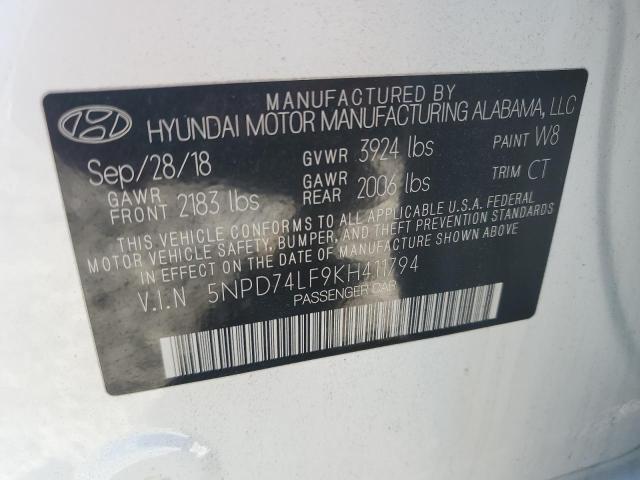 MANUFACTURED BY
HYUNDAI MOTOR MANUFACTURING ALABAMA, LLC
Sep/28/18 GVWR 3924 lbs PAINT W8
GAWR FRONT 2183 lbs GAWR REAR 2006 lbs TRIM CT
THIS VEHICLE CONFORMS TO ALL APPLICABLE U.S.A. FEDERAL
MOTOR VEHICLE SAFETY, BUMPER, AND THEFT PREVENTION STANDARDS
IN EFFECT ON THE DATE OF MANUFACTURE SHOWN ABOVE.
V.I.N 5NPD74LF9KH411794
PASSENGER CAR